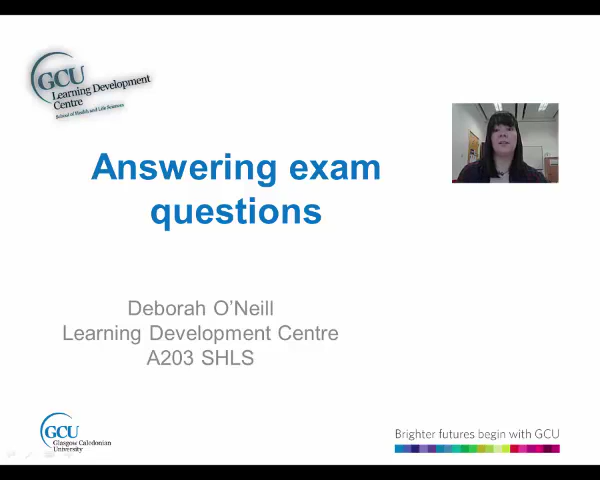 GCU
Learning Development
Centre
School of Health and Life Sciences
Answering exam
questions
Deborah O'Neill
Learning Development Centre
A203 SHLS
GCU
Glasgow Caledonian
University
Brighter futures begin with GCU